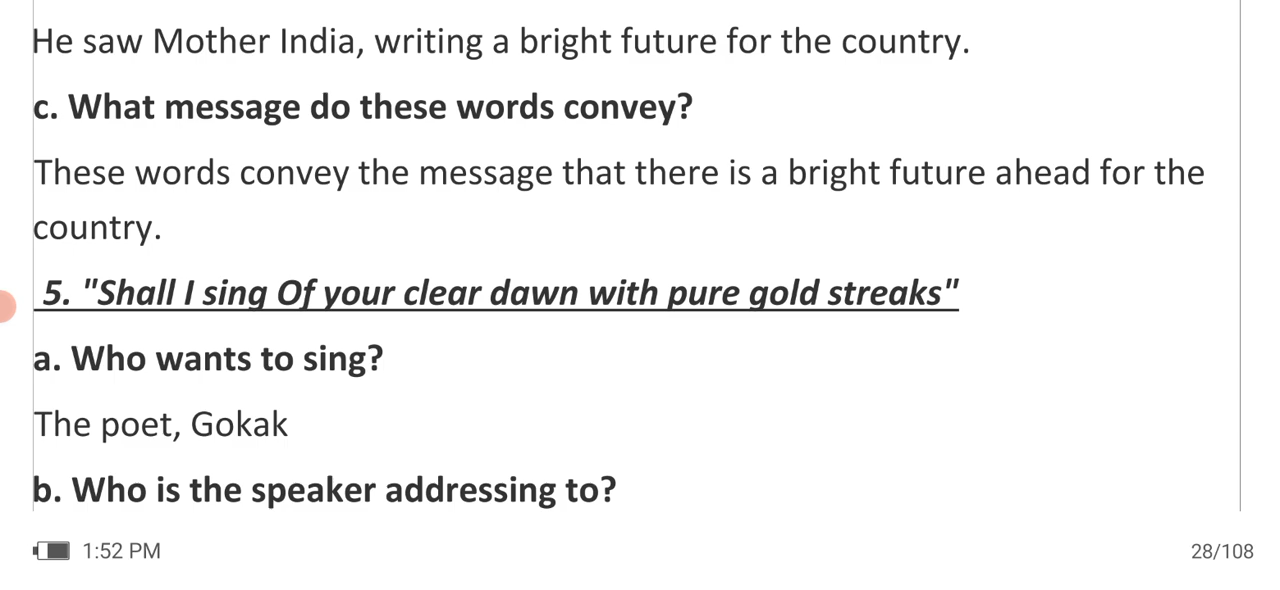 He saw Mother India, writing a bright future for the country.
c. What message do these words convey?
These words convey the message that there is a bright future ahead for the
country.
5. "Shall I sing Of your clear dawn with pure gold streaks"
a. Who wants to sing?
The poet, Gokak
b. Who is the speaker addressing to?
1:52 PM
28/108